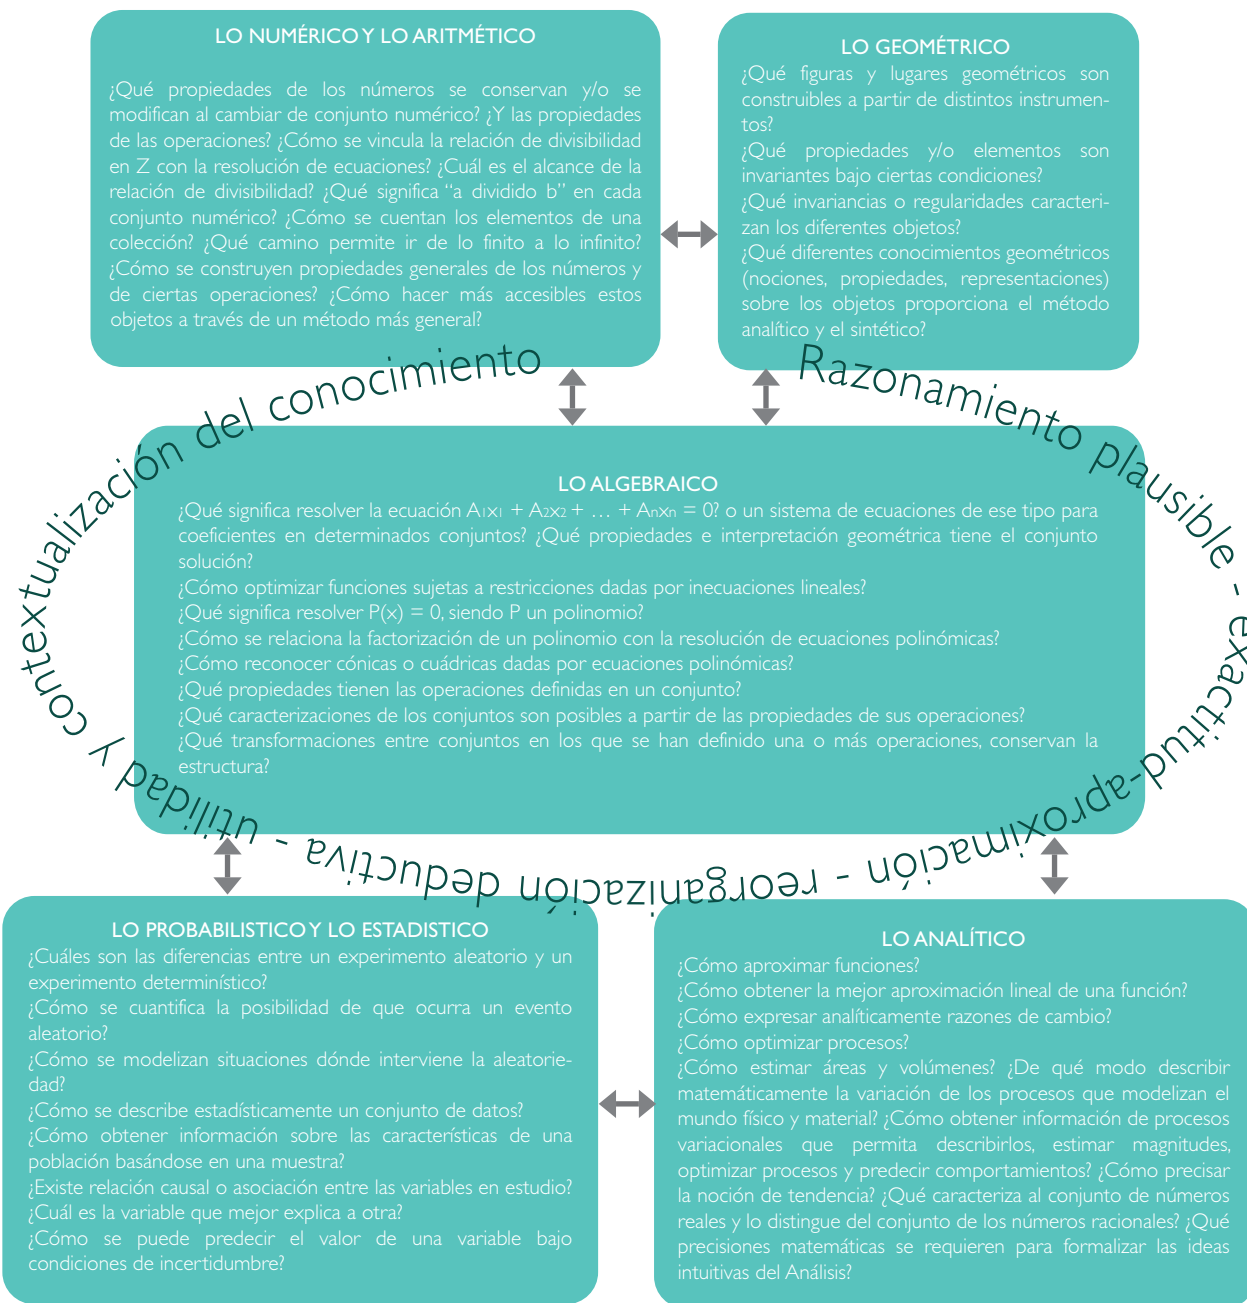 LO NUMÉRICO Y LO ARITMÉTICO
¿Qué propiedades de los números se conservan y/o se
modifican al cambiar de conjunto numérico? ¿Y las propiedades
de las operaciones? ¿Cómo se vincula la relación de divisibilidad
en Z con la resolución de ecuaciones? ¿Cuál es el alcance de la
relación de divisibilidad? ¿Qué significa “a dividido b” en cada
conjunto numérico? ¿Cómo se cuentan los elementos de una
colección? ¿Qué camino permite ir de lo finito a lo infinito?
¿Cómo se construyen propiedades generales de los números y
de ciertas operaciones? ¿Cómo hacer más accesibles estos
objetos a través de un método más general?
LO GEOMÉTRICO
¿Qué figuras y lugares geométricos son
construibles a partir de distintos instrumen-
tos?
¿Qué propiedades y/o elementos son
invariantes bajo ciertas condiciones?
¿Qué invariancias o regularidades caracteri-
zan los diferentes objetos?
¿Qué diferentes conocimientos geométricos
(nociones, propiedades, representaciones)
sobre los objetos proporciona el método
analítico y el sintético?
Razonamiento plausible - exactitud-aproximación - reorganización deductiva - utilidad y contextualización del conocimiento
LO ALGEBRAICO
¿Qué significa resolver la ecuación A1x1 + A2x2 + … + Anxn = 0? o un sistema de ecuaciones de ese tipo para
coeficientes en determinados conjuntos? ¿Qué propiedades e interpretación geométrica tiene el conjunto
solución?
¿Cómo optimizar funciones sujetas a restricciones dadas por inecuaciones lineales?
¿Qué significa resolver P(x) = 0, siendo P un polinomio?
¿Cómo se relaciona la factorización de un polinomio con la resolución de ecuaciones polinómicas?
¿Cómo reconocer cónicas o cuádricas dadas por ecuaciones polinómicas?
¿Qué propiedades tienen las operaciones definidas en un conjunto?
¿Qué caracterizaciones de los conjuntos son posibles a partir de las propiedades de sus operaciones?
¿Qué transformaciones entre conjuntos en los que se han definido una o más operaciones, conservan la
estructura?
LO PROBABILISTICO Y LO ESTADISTICO
¿Cuáles son las diferencias entre un experimento aleatorio y un
experimento determinístico?
¿Cómo se cuantifica la posibilidad de que ocurra un evento
aleatorio?
¿Cómo se modelizan situaciones dónde interviene la aleatorie-
dad?
¿Cómo se describe estadísticamente un conjunto de datos?
¿Cómo obtener información sobre las características de una
población basándose en una muestra?
¿Existe relación causal o asociación entre las variables en estudio?
¿Cuál es la variable que mejor explica a otra?
¿Cómo se puede predecir el valor de una variable bajo
condiciones de incertidumbre?
LO ANALÍTICO
¿Cómo aproximar funciones?
¿Cómo obtener la mejor aproximación lineal de una función?
¿Cómo expresar analíticamente razones de cambio?
¿Cómo optimizar procesos?
¿Cómo estimar áreas y volúmenes? ¿De qué modo describir
matemáticamente la variación de los procesos que modelizan el
mundo físico y material? ¿Cómo obtener información de procesos
variacionales que permita describirlos, estimar magnitudes,
optimizar procesos y predecir comportamientos? ¿Cómo precisar
la noción de tendencia? ¿Qué caracteriza al conjunto de números
reales y lo distingue del conjunto de los números racionales? ¿Qué
precisiones matemáticas se requieren para formalizar las ideas
intuitivas del Análisis?